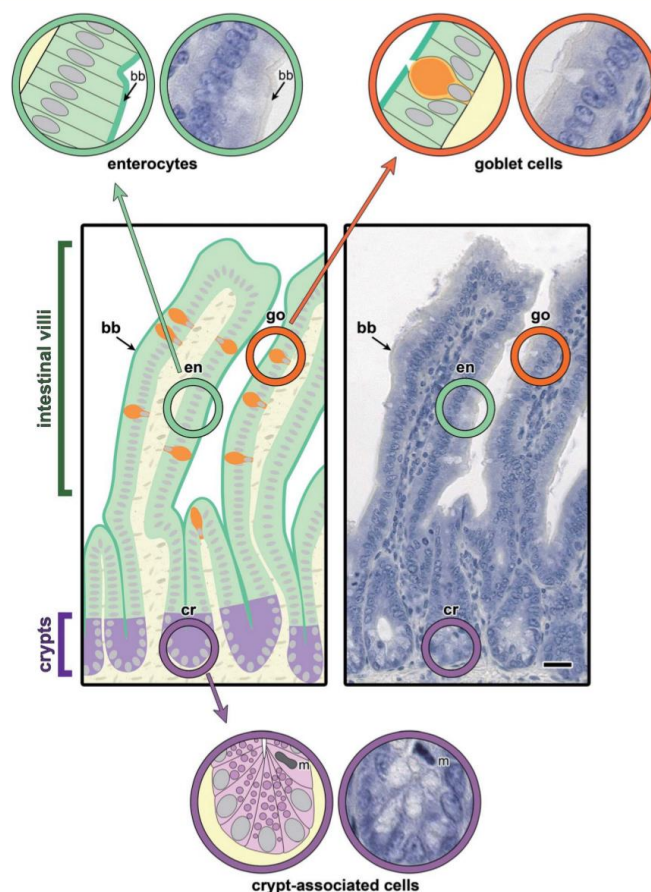 bb
bb
enterocytes
goblet cells
intestinal villi
bb
en
go
bb
en
go
crypts
cr
cr
m
m
crypt-associated cells